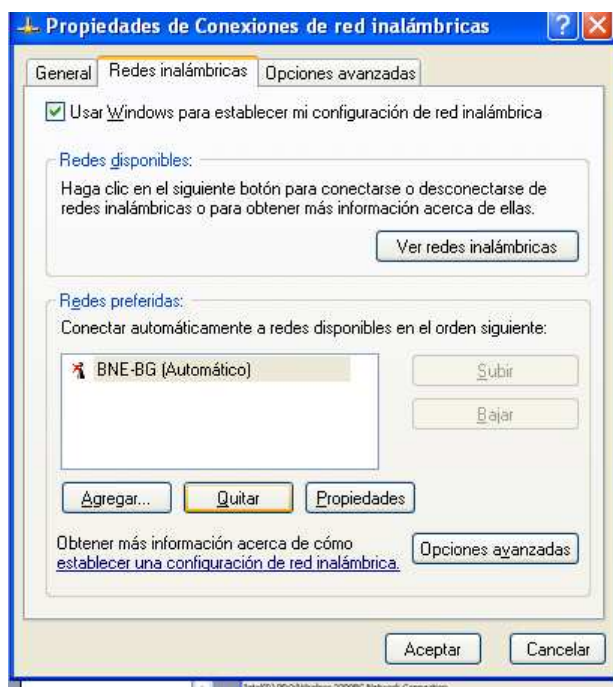 Propiedades de Conexiones de red inalámbricas
General Redes inalámbricas Opciones avanzadas
Usar Windows para establecer mi configuración de red inalámbrica
Redes disponibles:
Haga clic en el siguiente botón para conectarse o desconectarse de
redes inalámbricas o para obtener más información acerca de ellas.
Ver redes inalámbricas
Redes preferidas:
Conectar automáticamente a redes disponibles en el orden siguiente:
BNE-BG (Automático)
Subir
Bajar
Agregar... Quitar Propiedades
Obtener más información acerca de cómo
establecer una configuración de red inalámbrica.
Opciones avanzadas
Aceptar Cancelar
Network Connection